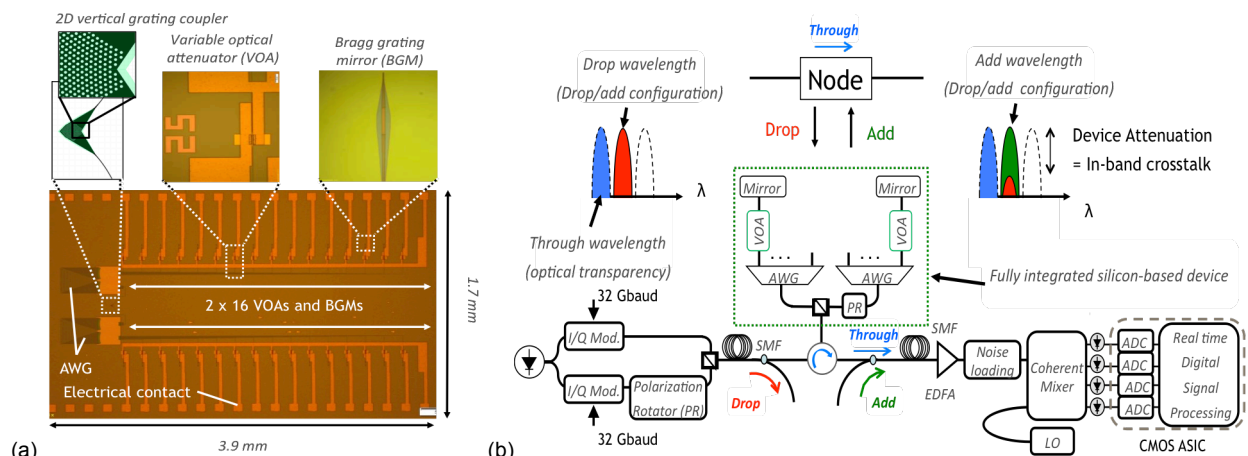 2D vertical grating coupler
Variable optical
attenuator (VOA)
Bragg grating
mirror (BGM)
25
2 x 16 VOAs and BGMs
AWG
Electrical contact
1.7 mm
3.9 mm
(a)
Through
Node
Drop
Add
Drop wavelength
(Drop/add configuration)
λ
Through wavelength
(optical transparency)
Add wavelength
(Drop/add configuration)
Device Attenuation
= In-band crosstalk
λ
Mirror
Mirror
VOA
VOA
...
...
AWG
AWG
PR
Fully integrated silicon-based device
32 Gbaud
I/Q Mod.
I/Q Mod.
Polarization
Rotator (PR)
32 Gbaud
SMF
Drop
Through
Add
SMF
EDFA
Noise
loading
Coherent
Mixer
LO
ADC
ADC
ADC
ADC
Real time
Digital
Signal
Processing
CMOS ASIC
(b)